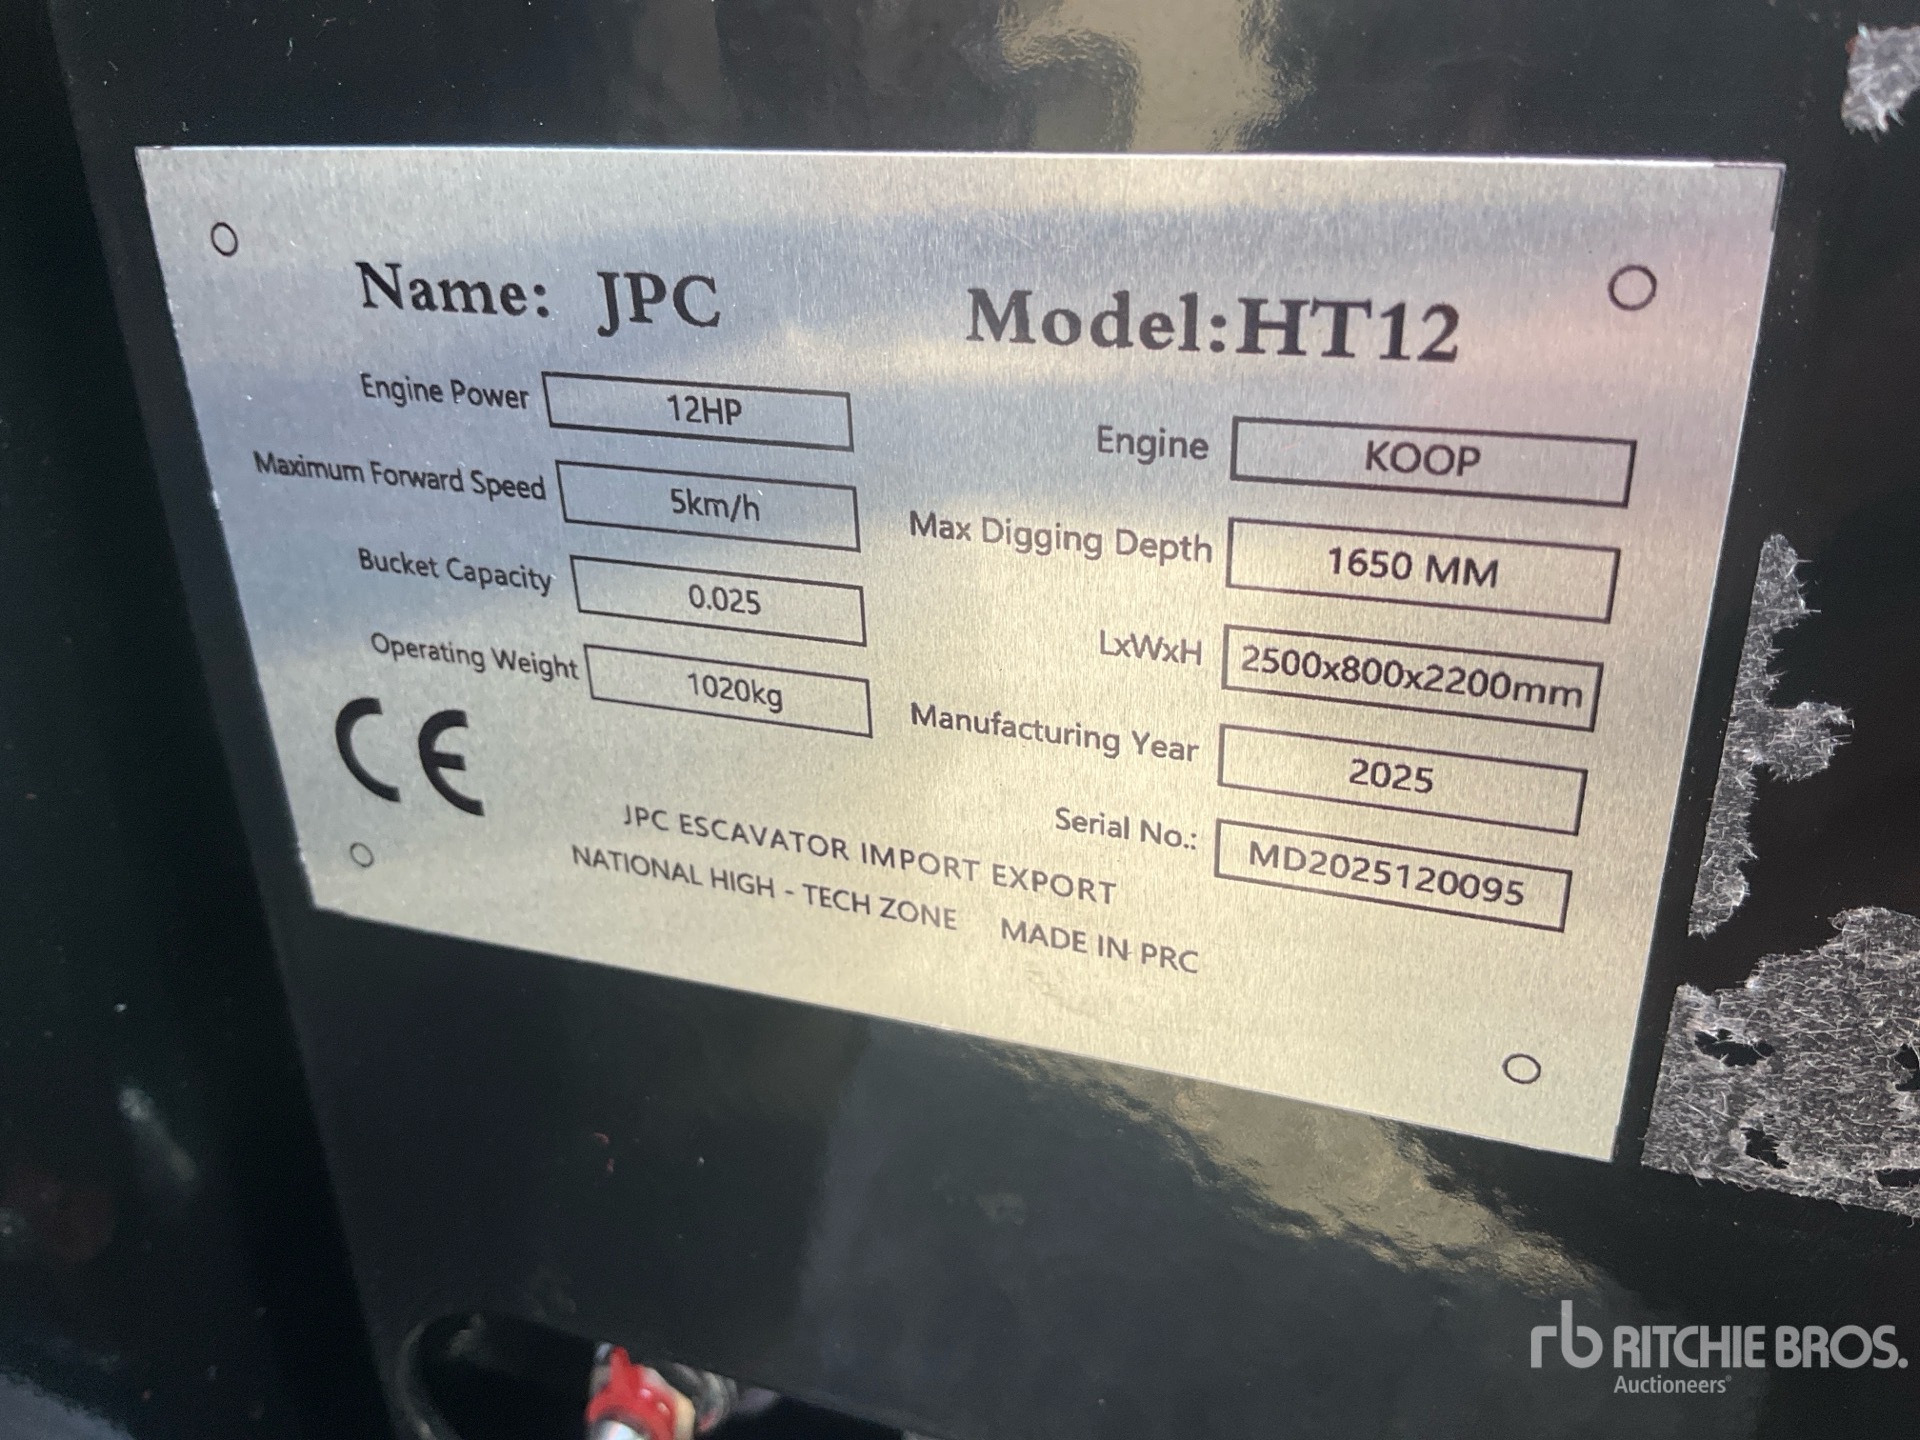 Name: JPC
Model:HT12
Engine Power 12HP
Maximum Forward Speed 5km/h
Bucket Capacity 0.025
Operating Weight 1020kg
Engine KOOP
Max Digging Depth 1650 MM
LxWxH 2500x800x2200mm
Manufacturing Year 2025
Serial No.: MD2025120095
CE
JPC ESCAVATOR IMPORT EXPORT
NATIONAL HIGH - TECH ZONE MADE IN PRC
rb RITCHIE BROS.
Auctioneers